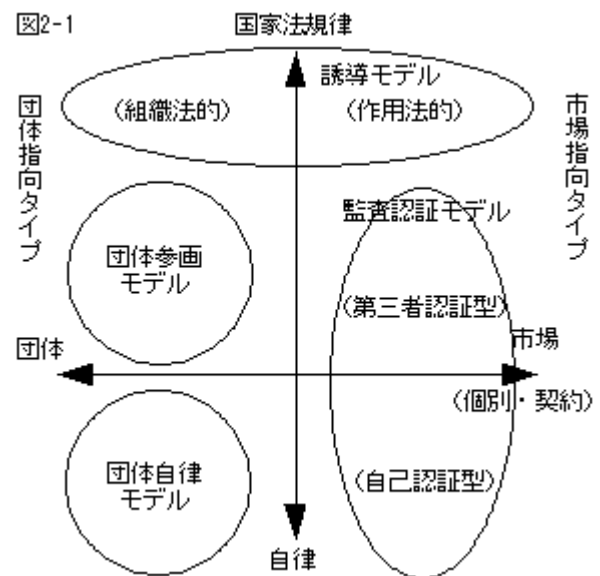 図2-1
国家法規律
誘導モデル
(組織法的)
(作用法的)
団体指向タイプ
市場指向タイプ
監査認証モデル
団体参画
モデル
(第三者認証型)
団体
市場
(個別・契約)
団体自律
モデル
(自己認証型)
自律